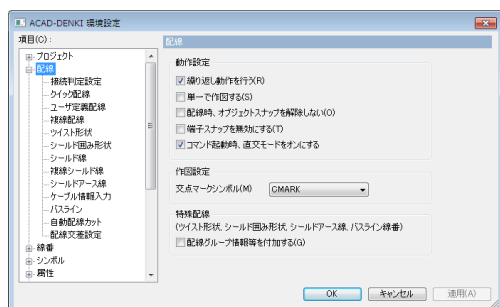 ACAD-DENKI 環境設定
項目(C):
プロジェクト
配線
接続判定設定
クイック配線
ユーザ定義配線
複線配線
ツイスト形状
シールド囲み形状
シールド線
複線シールド線
シールドアース線
ケーブル情報入力
バスライン
自動配線カット
配線交差設定
線番
シンボル
属性
配線
動作設定
繰り返し動作を行う(R)
単一で作図する(S)
配線時、オブジェクトスナップを解除しない(O)
端子スナップを無効にする(T)
コマンド起動時、直交モードをオンにする
作図設定
交点マークシンボル(M)
CMARK
特殊配線
(ツイスト形状, シールド囲み形状, シールドアース線, バスライン線番)
配線グループ情報等を付加する(G)
OK
キャンセル
適用(A)